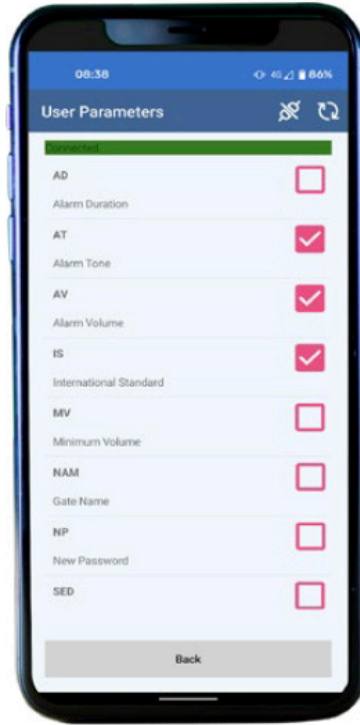 08:38 4G 86%
User Parameters
Connected
AD
Alarm Duration
AT
Alarm Tone
AV
Alarm Volume
IS
International Standard
MV
Minimum Volume
NAM
Gate Name
NP
New Password
SED
Back